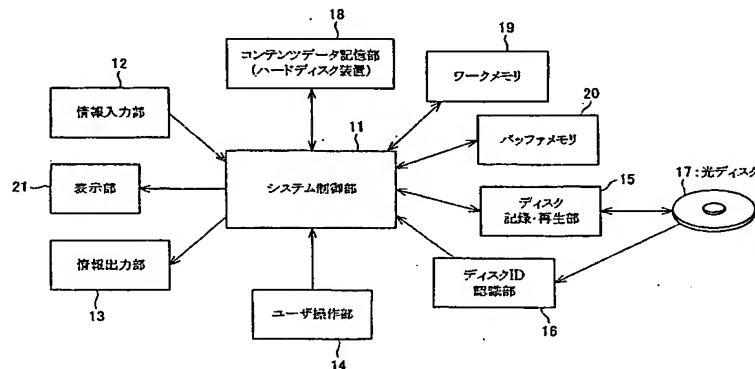 18
コンテンツデータ記憶部
(ハードディスク装置)
19
ワークメモリ
12
情報入力部
20
バッファメモリ
11
システム制御部
17:光ディスク
21
表示部
15
ディスク
記録・再生部
情報出力部
13
ディスクID
認識部
16
ユーザ操作部
14